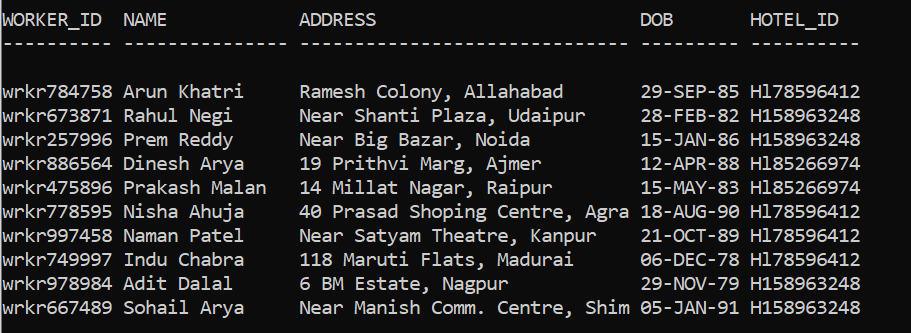 WORKER_ID NAME ADDRESS DOB HOTEL_ID
---------- --------------- ------------------------------ --------- ----------
wrkr784758 Arun Khatri Ramesh Colony, Allahabad 29-SEP-85 Hl78596412
wrkr673871 Rahul Negi Near Shanti Plaza, Udaipur 28-FEB-82 H158963248
wrkr257996 Prem Reddy Near Big Bazar, Noida 15-JAN-86 H158963248
wrkr886564 Dinesh Arya 19 Prithvi Marg, Ajmer 12-APR-88 Hl85266974
wrkr475896 Prakash Malan 14 Millat Nagar, Raipur 15-MAY-83 Hl85266974
wrkr778595 Nisha Ahuja 40 Prasad Shoping Centre, Agra 18-AUG-90 Hl78596412
wrkr997458 Naman Patel Near Satyam Theatre, Kanpur 21-OCT-89 Hl78596412
wrkr749997 Indu Chabra 118 Maruti Flats, Madurai 06-DEC-78 Hl78596412
wrkr978984 Adit Dalal 6 BM Estate, Nagpur 29-NOV-79 H158963248
wrkr667489 Sohail Arya Near Manish Comm. Centre, Shim 05-JAN-91 H158963248